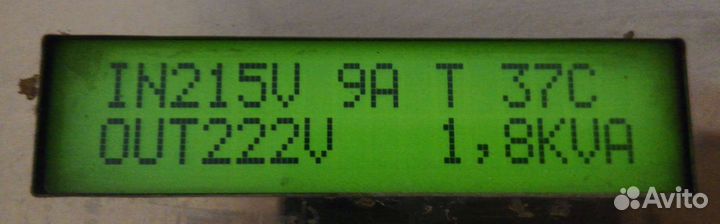 IN215V 9A T 37C
OUT222V 1,8KVA
Avito